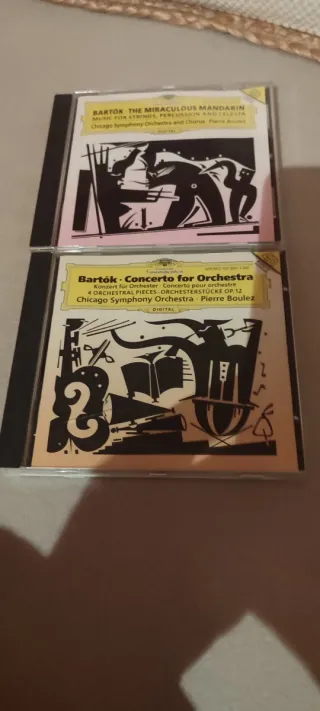 BARTÓK · THE MIRACULOUS MANDARIN
MUSIC FOR STRINGS, PERCUSSION AND CELESTA
Chicago Symphony Orchestra and Chorus · Pierre Boulez
DIGITAL
Bartók · Concerto for Orchestra
Konzert für Orchester · Concerto pour orchestre
4 ORCHESTRAL PIECES · ORCHESTERSTÜCKE OP. 12
Chicago Symphony Orchestra · Pierre Boulez
DIGITAL